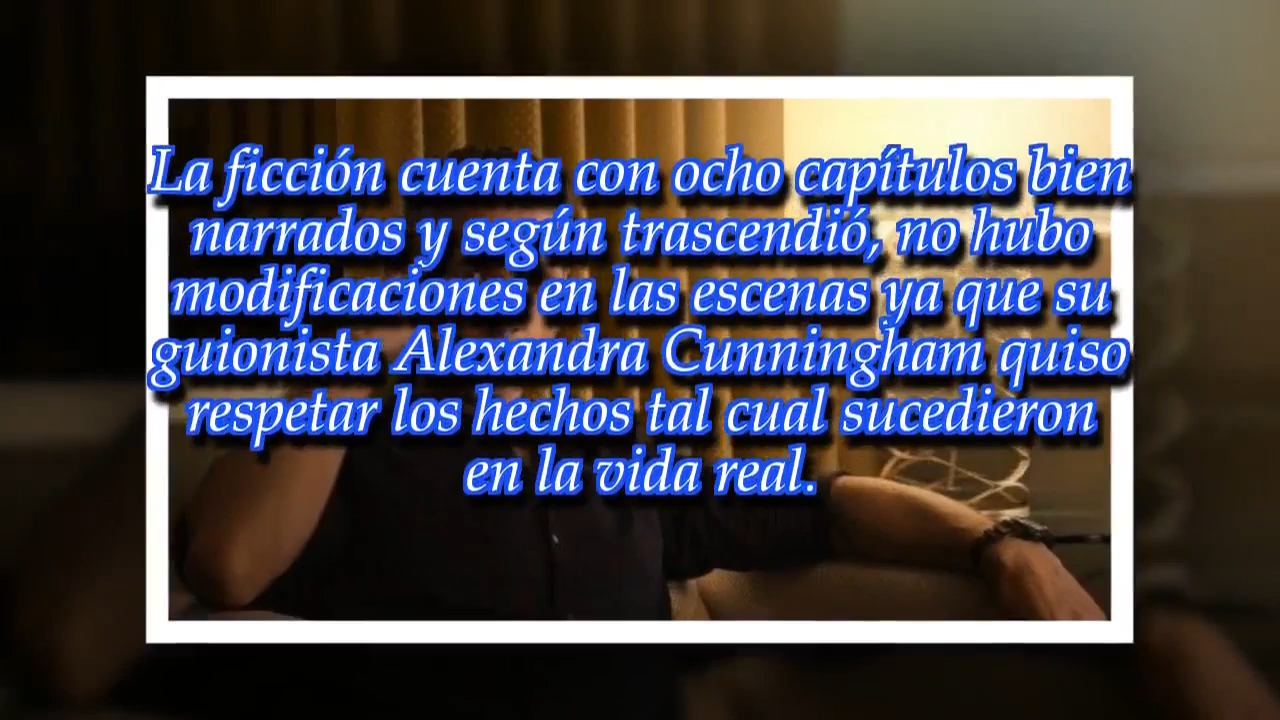 La ficción cuenta con ocho capítulos bien
narrados y según trascendió, no hubo
modificaciones en las escenas ya que su
guionista Alexandra Cunningham quiso
respetar los hechos tal cual sucedieron
en la vida real.